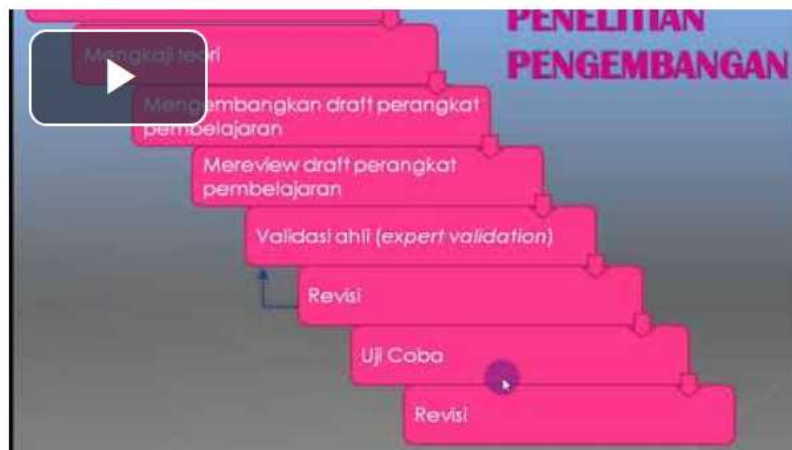 PENELITIAN
PENGEMBANGAN
Mengkaji teori
Mengembangkan draft perangkat
pembelajaran
Mereview draft perangkat
pembelajaran
Validasi ahli (expert validation)
Revisi
Uji Coba
Revisi